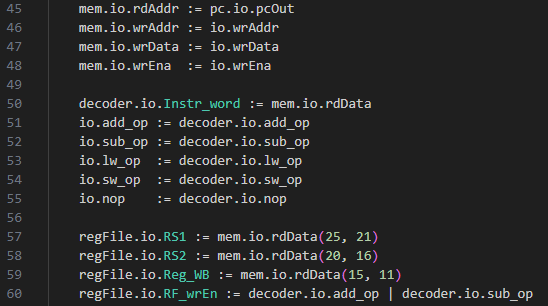 45 mem.io.rdAddr := pc.io.pcOut
46 mem.io.wrAddr := io.wrAddr
47 mem.io.wrData := io.wrData
48 mem.io.wrEna  := io.wrEna
49
50 decoder.io.Instr_word := mem.io.rdData
51 io.add_op := decoder.io.add_op
52 io.sub_op := decoder.io.sub_op
53 io.lw_op  := decoder.io.lw_op
54 io.sw_op  := decoder.io.sw_op
55 io.nop    := decoder.io.nop
56
57 regFile.io.RS1 := mem.io.rdData(25, 21)
58 regFile.io.RS2 := mem.io.rdData(20, 16)
59 regFile.io.Reg_WB := mem.io.rdData(15, 11)
60 regFile.io.RF_wrEn := decoder.io.add_op | decoder.io.sub_op